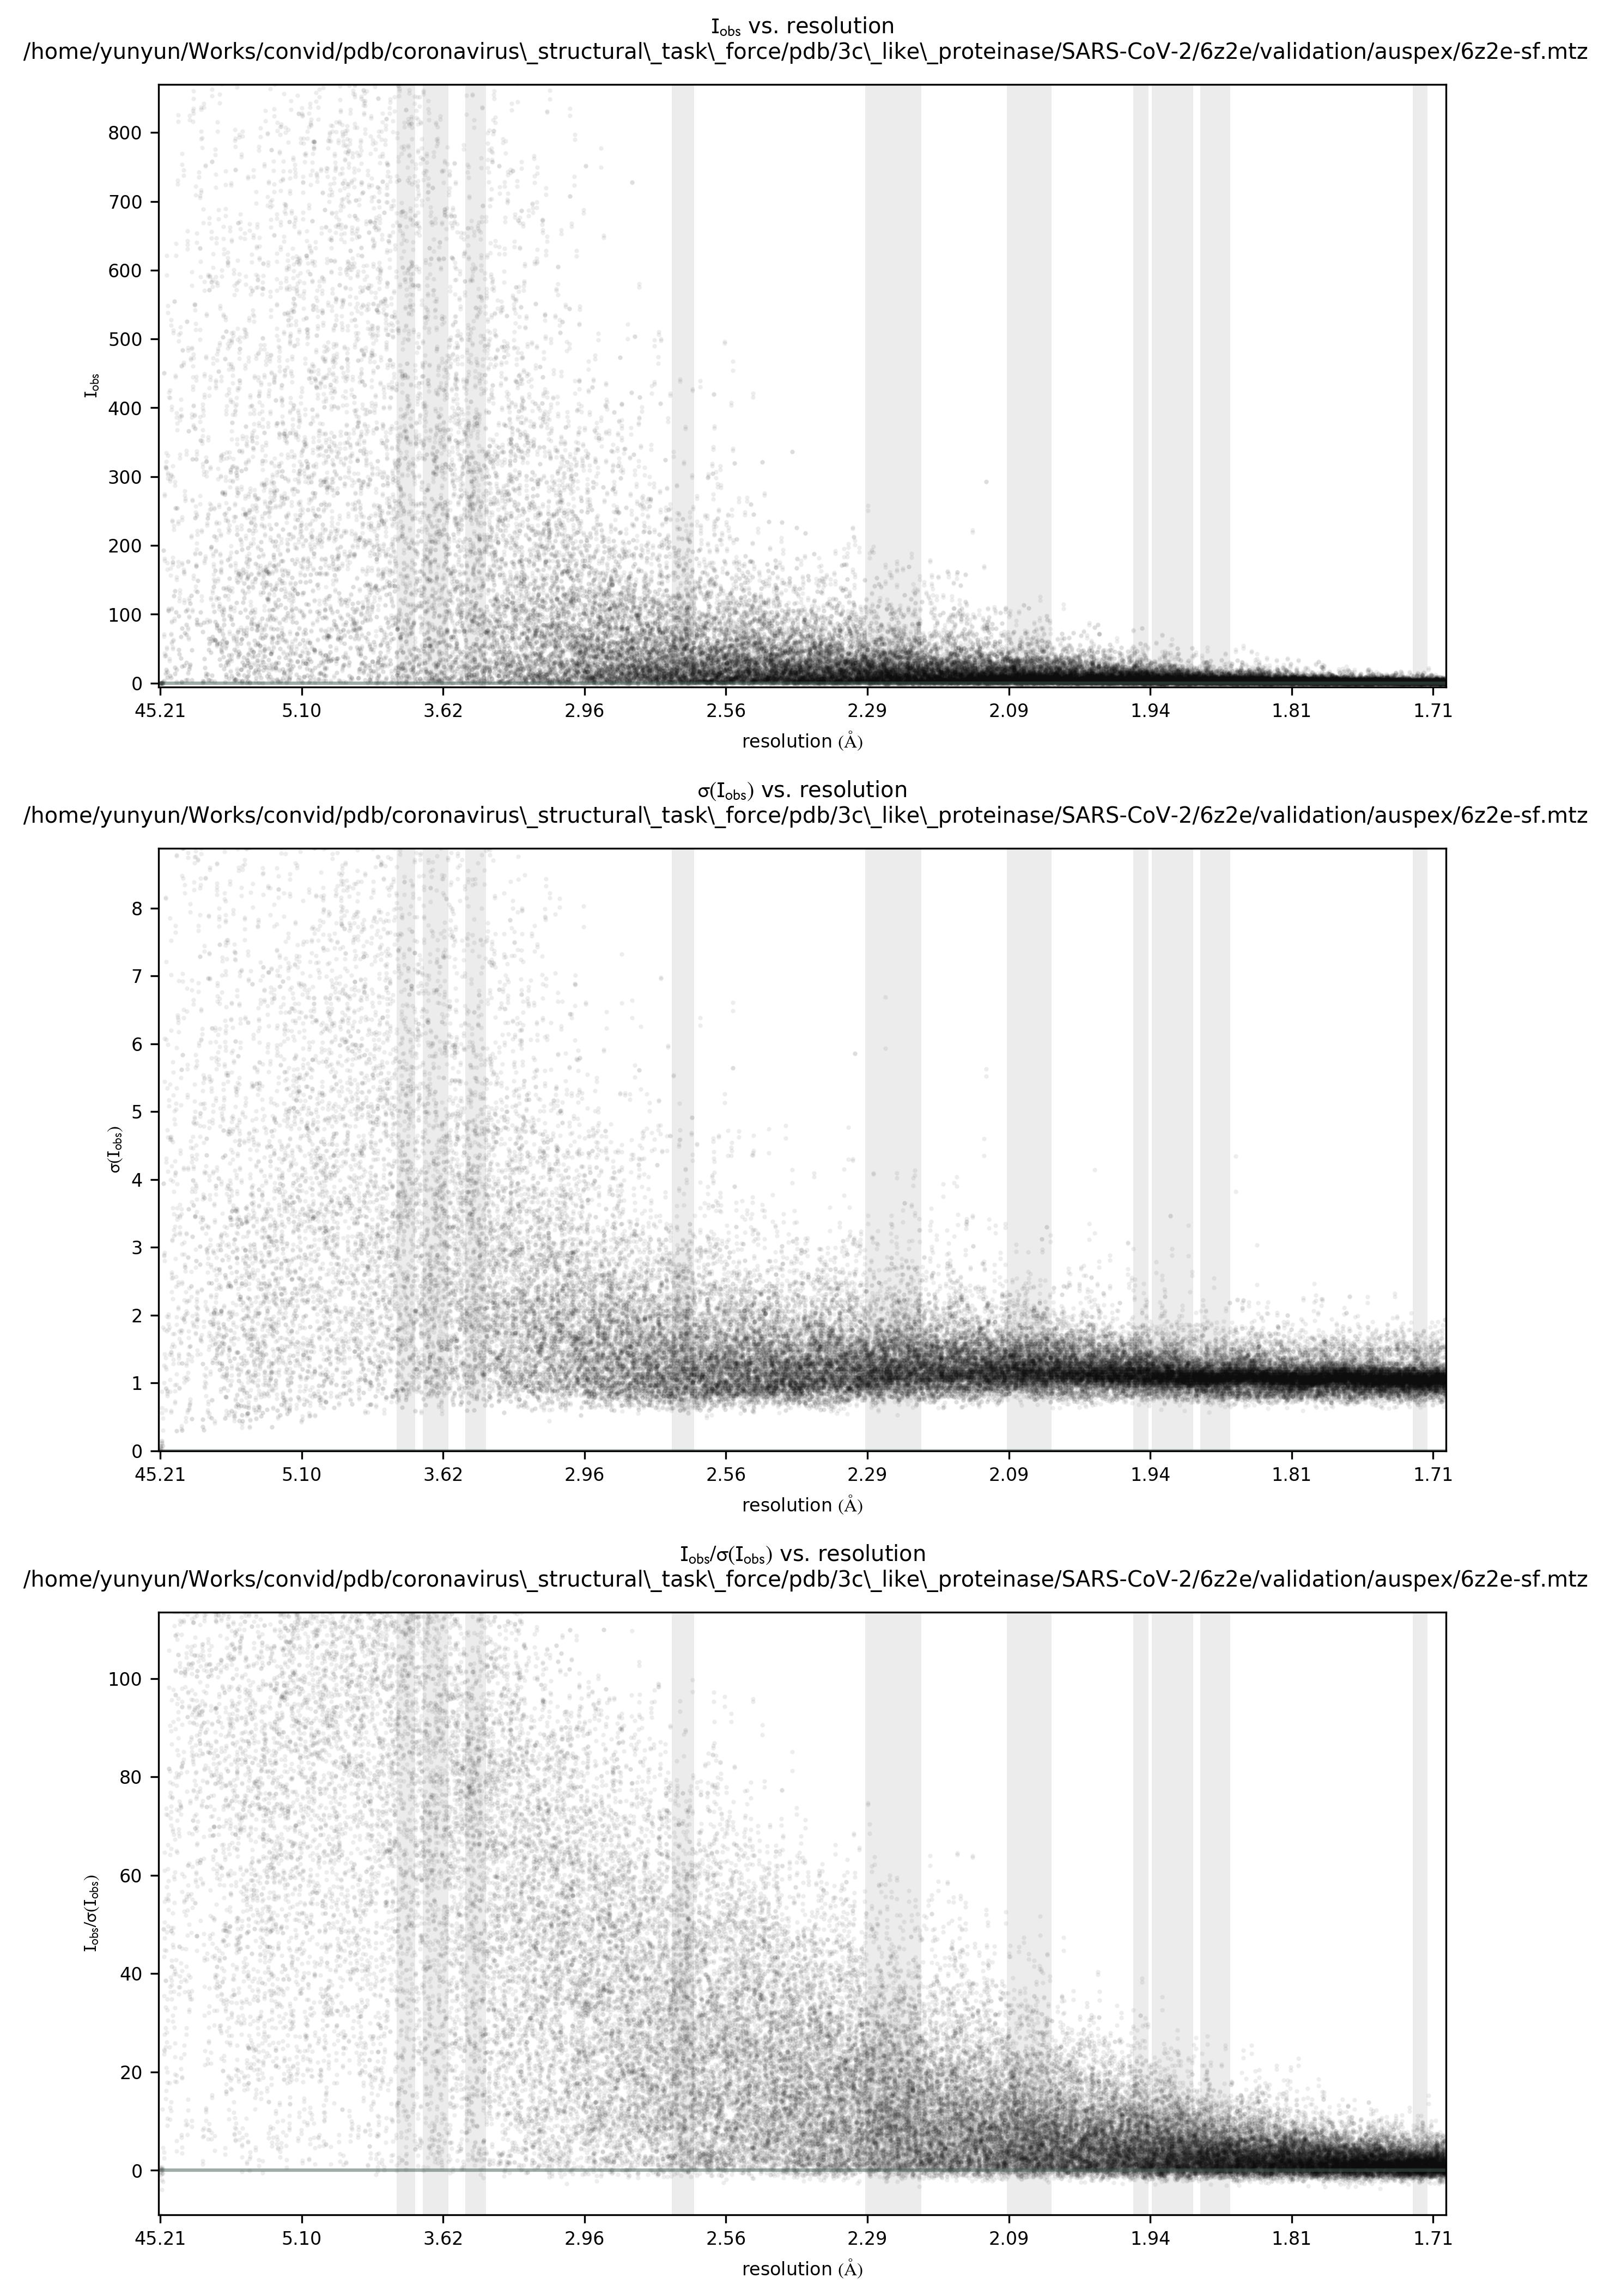 I_obs vs. resolution
/home/yunyun/Works/convid/pdb/coronavirus\_structural\_task\_force/pdb/3c\_like\_proteinase/SARS-CoV-2/6z2e/validation/auspex/6z2e-sf.mtz
800
700
600
500
400
300
200
100
0
I_obs
45.21 5.10 3.62 2.96 2.56 2.29 2.09 1.94 1.81 1.71
resolution (Å)
σ(I_obs) vs. resolution
/home/yunyun/Works/convid/pdb/coronavirus\_structural\_task\_force/pdb/3c\_like\_proteinase/SARS-CoV-2/6z2e/validation/auspex/6z2e-sf.mtz
8
7
6
5
4
3
2
1
0
σ(I_obs)
45.21 5.10 3.62 2.96 2.56 2.29 2.09 1.94 1.81 1.71
resolution (Å)
I_obs/σ(I_obs) vs. resolution
/home/yunyun/Works/convid/pdb/coronavirus\_structural\_task\_force/pdb/3c\_like\_proteinase/SARS-CoV-2/6z2e/validation/auspex/6z2e-sf.mtz
100
80
60
40
20
0
I_obs/σ(I_obs)
45.21 5.10 3.62 2.96 2.56 2.29 2.09 1.94 1.81 1.71
resolution (Å)